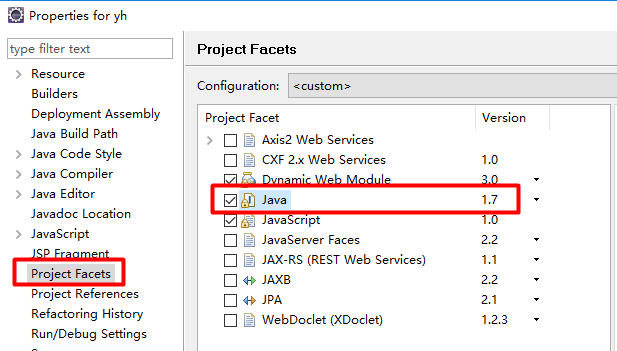 Properties for yh
type filter text
Resource
Builders
Deployment Assembly
Java Build Path
Java Code Style
Java Compiler
Java Editor
Javadoc Location
JavaScript
JSP Fragment
Project Facets
Project References
Refactoring History
Run/Debug Settings
Project Facets
Configuration: <custom>
Project Facet Version
Axis2 Web Services
CXF 2.x Web Services 1.0
Dynamic Web Module 3.0
Java 1.7
JavaScript 1.0
JavaServer Faces 2.2
JAX-RS (REST Web Services) 1.1
JAXB 2.2
JPA 2.1
WebDoclet (XDoclet) 1.2.3